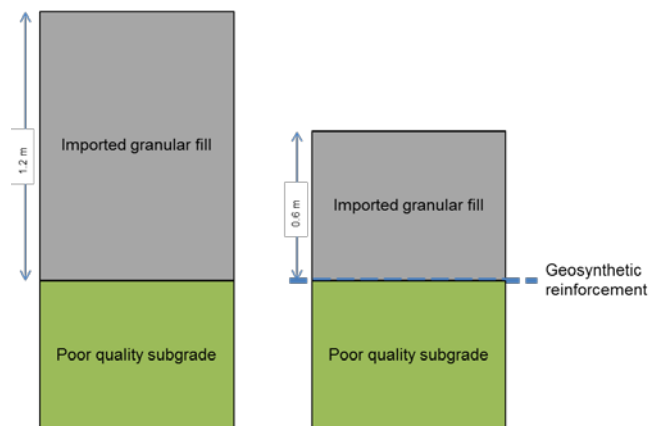 Imported granular fill
1.2 m
Poor quality subgrade
Imported granular fill
0.6 m
Geosynthetic
reinforcement
Poor quality subgrade